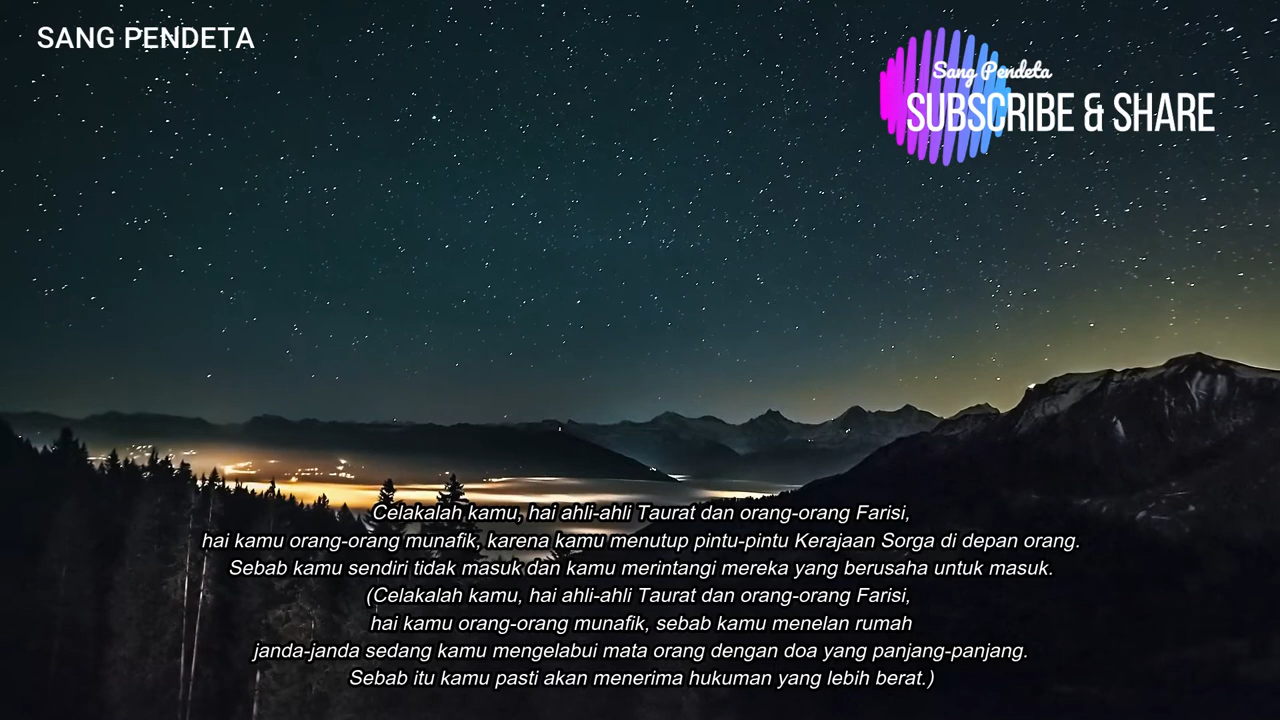 SANG PENDETA
Sang Pendeta
SUBSCRIBE & SHARE
Celakalah kamu, hai ahli-ahli Taurat dan orang-orang Farisi,
hai kamu orang-orang munafik, karena kamu menutup pintu-pintu Kerajaan Sorga di depan orang.
Sebab kamu sendiri tidak masuk dan kamu merintangi mereka yang berusaha untuk masuk.
(Celakalah kamu, hai ahli-ahli Taurat dan orang-orang Farisi,
hai kamu orang-orang munafik, sebab kamu menelan rumah
janda-janda sedang kamu mengelabui mata orang dengan doa yang panjang-panjang.
Sebab itu kamu pasti akan menerima hukuman yang lebih berat.)